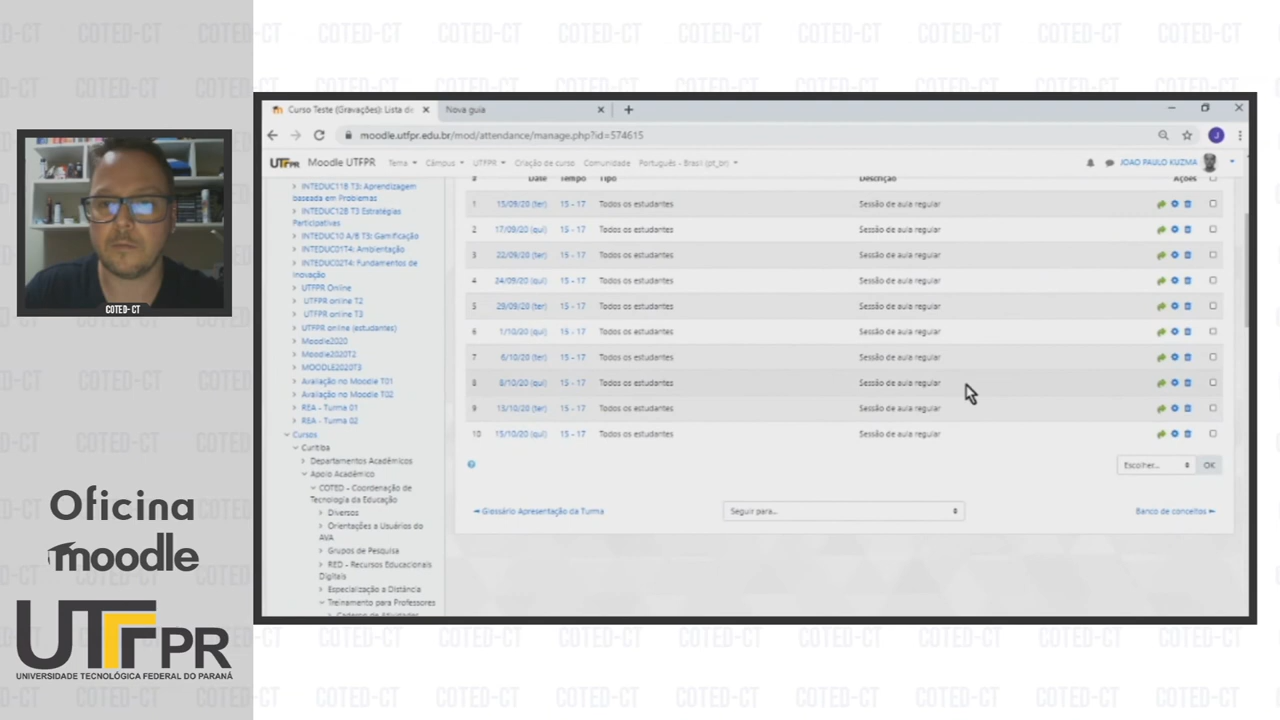 COTED-CT
Oficina
moodle
UTFPR
UNIVERSIDADE TECNOLÓGICA FEDERAL DO PARANÁ
Curso Teste (Gravações): Lista de
Nova guia
moodle.utfpr.edu.br/mod/attendance/manage.php?id=574615
UTFPR Moodle UTFPR Tema Câmpus UTFPR Criação de curso Comunidade Português - Brasil (pt_br) JOAO PAULO KUZMA
INTEDUC11B T3: Aprendizagem
baseada em Problemas
INTEDUC12B T3 Estratégias
Participativas
INTEDUC10 A/B T3: Gamificação
INTEDUC01T4: Ambientação
INTEDUC02T4: Fundamentos de
Inovação
UTFPR Online
UTFPR online T2
UTFPR online T3
UTFPR online (estudantes)
Moodle2020
Moodle2020T2
MOODLE2020T3
Avaliação no Moodle T01
Avaliação no Moodle T02
REA - Turma 01
REA - Turma 02
Cursos
Curitiba
Departamentos Acadêmicos
Apoio Acadêmico
COTED - Coordenação de
Tecnologia da Educação
Diversos
Orientações a Usuários do
AVA
Grupos de Pesquisa
RED - Recursos Educacionais
Digitais
Especialização a Distância
Treinamento para Professores
# Date Tempo Tipo Descrição Ações
1 15/09/20 (ter) 15 - 17 Todos os estudantes Sessão de aula regular
2 17/09/20 (qui) 15 - 17 Todos os estudantes Sessão de aula regular
3 22/09/20 (ter) 15 - 17 Todos os estudantes Sessão de aula regular
4 24/09/20 (qui) 15 - 17 Todos os estudantes Sessão de aula regular
5 29/09/20 (ter) 15 - 17 Todos os estudantes Sessão de aula regular
6 1/10/20 (qui) 15 - 17 Todos os estudantes Sessão de aula regular
7 6/10/20 (ter) 15 - 17 Todos os estudantes Sessão de aula regular
8 8/10/20 (qui) 15 - 17 Todos os estudantes Sessão de aula regular
9 13/10/20 (ter) 15 - 17 Todos os estudantes Sessão de aula regular
10 15/10/20 (qui) 15 - 17 Todos os estudantes Sessão de aula regular
Escolher... OK
Glossário Apresentação da Turma
Seguir para...
Banco de conceitos